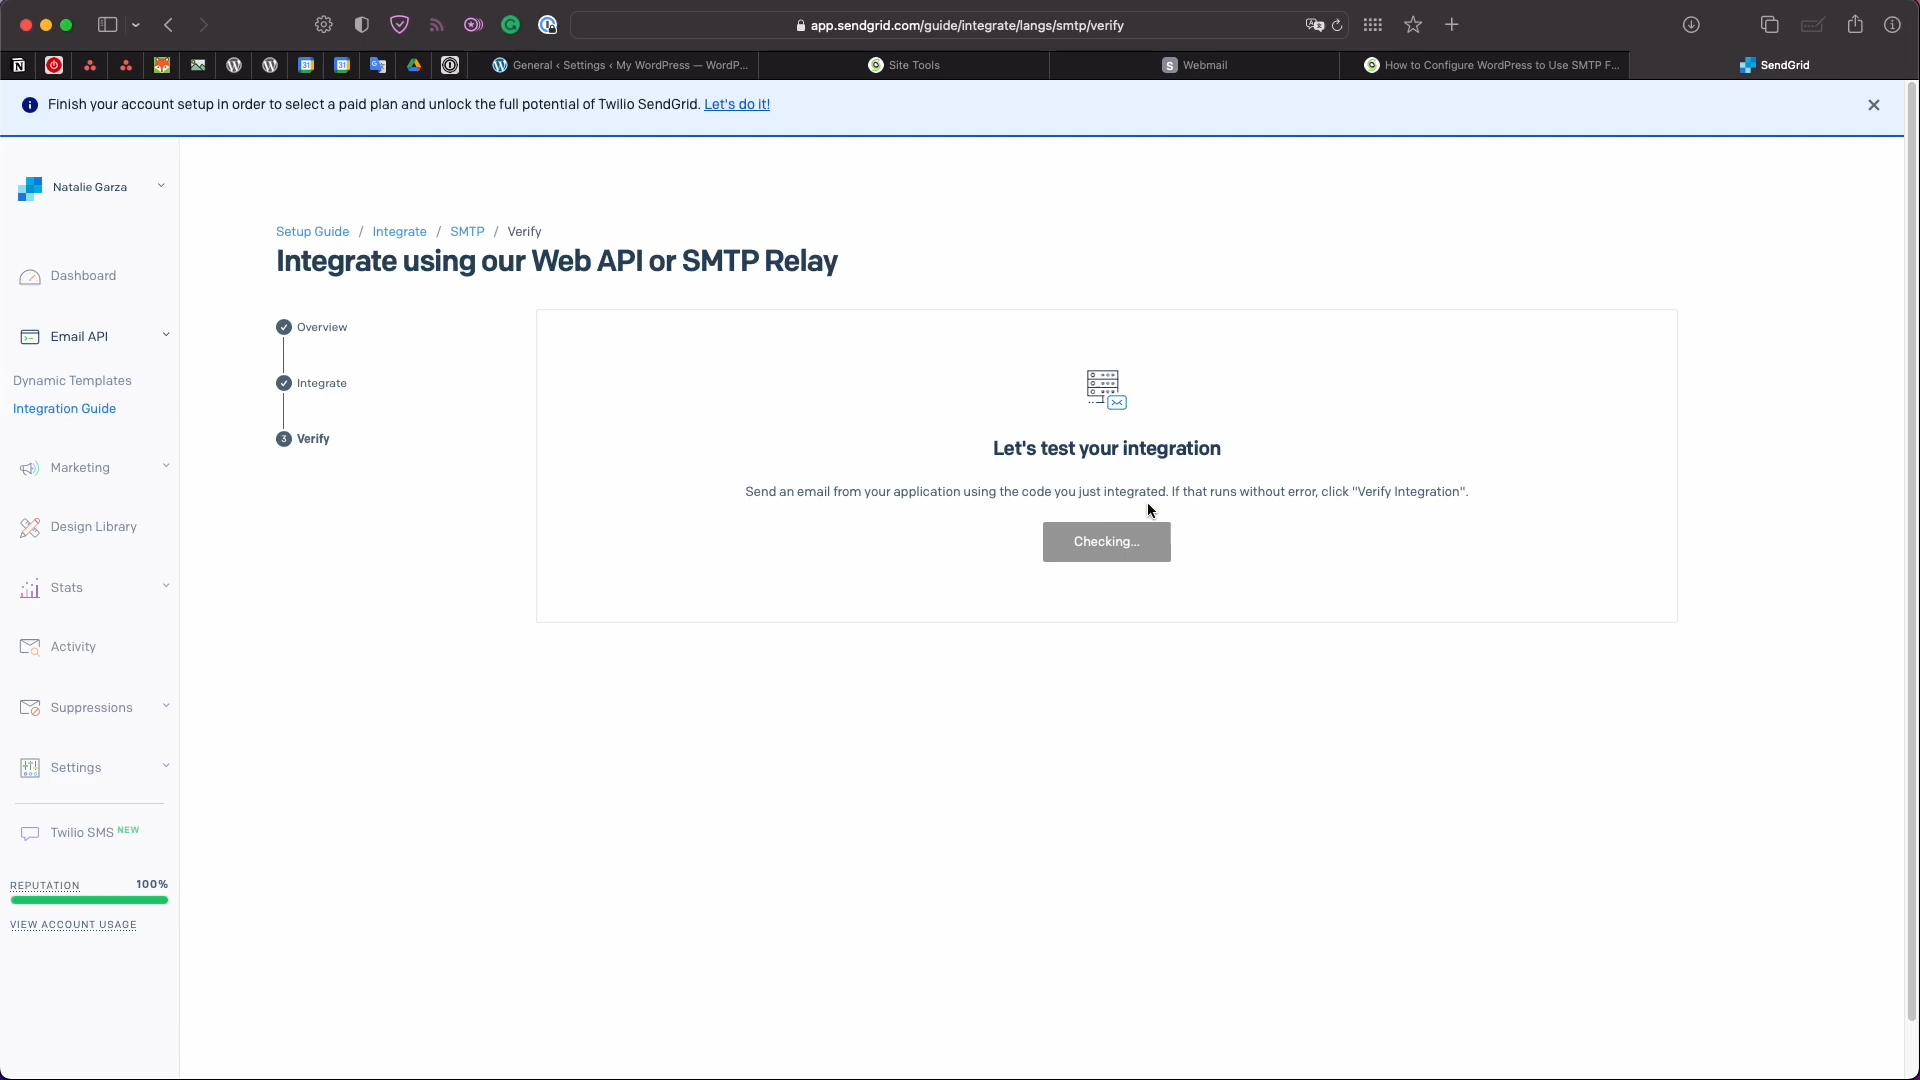 app.sendgrid.com/guide/integrate/langs/smtp/verify
General ‹ Settings ‹ My WordPress — WordP...
Site Tools
S Webmail
How to Configure WordPress to Use SMTP F...
SendGrid
Finish your account setup in order to select a paid plan and unlock the full potential of Twilio SendGrid. Let's do it!
Natalie Garza
Setup Guide / Integrate / SMTP / Verify
Integrate using our Web API or SMTP Relay
Dashboard
Email API
Dynamic Templates
Integration Guide
Marketing
Design Library
Stats
Activity
Suppressions
Settings
Twilio SMS NEW
REPUTATION 100%
VIEW ACCOUNT USAGE
Overview
Integrate
3 Verify
Let's test your integration
Send an email from your application using the code you just integrated. If that runs without error, click "Verify Integration".
Checking...